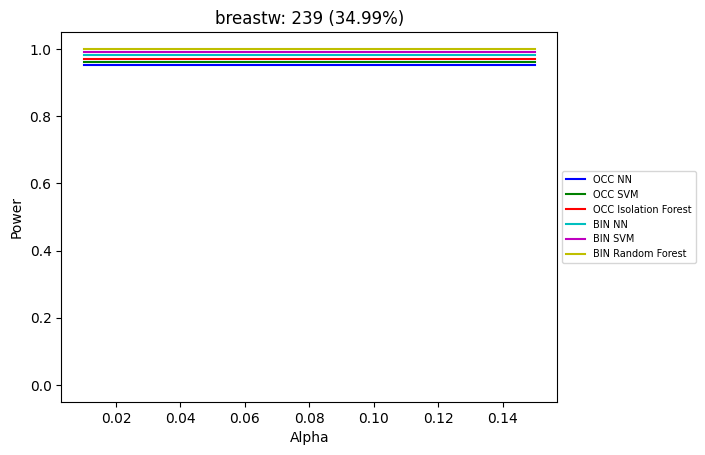 breastw: 239 (34.99%)
1.0
0.8
0.6
0.4
0.2
0.0
Power
0.02
0.04
0.06
0.08
0.10
0.12
0.14
Alpha
OCC NN
OCC SVM
OCC Isolation Forest
BIN NN
BIN SVM
BIN Random Forest